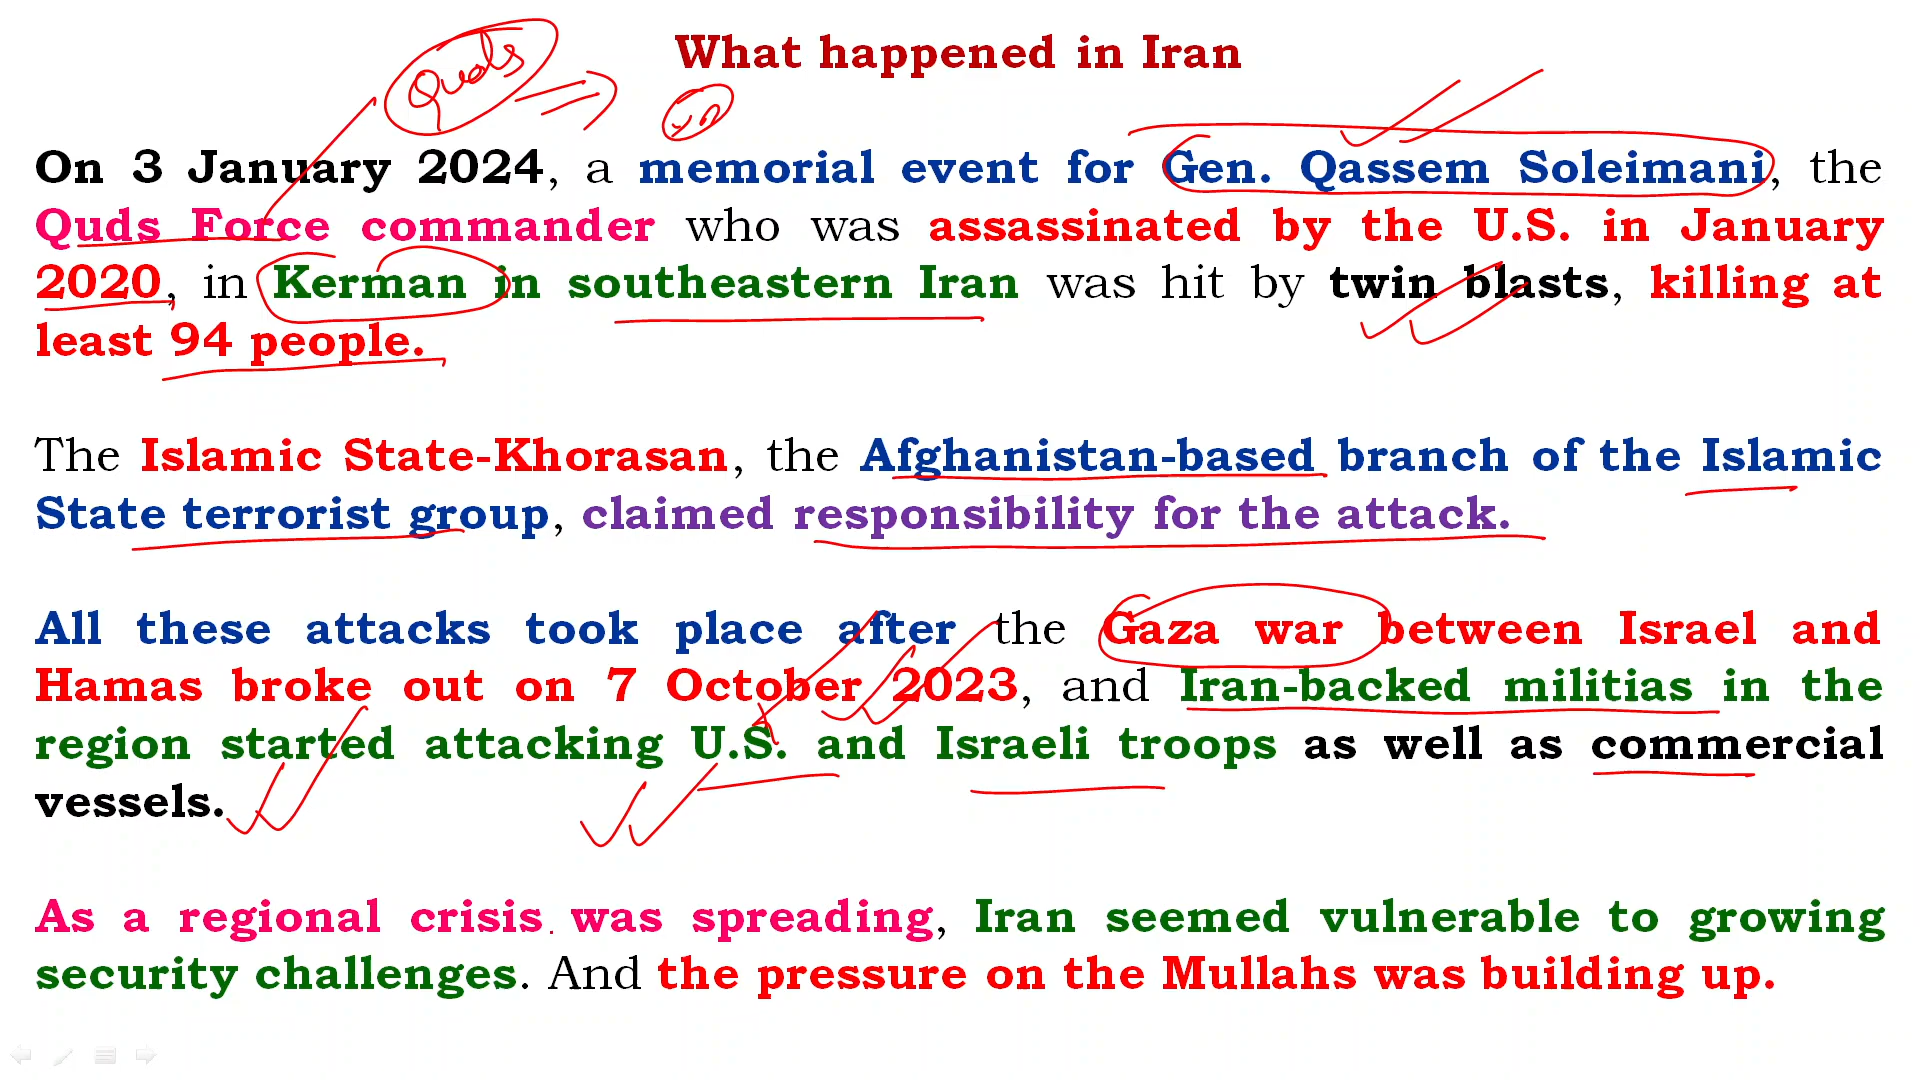 What happened in Iran
Quds
On 3 January 2024, a memorial event for Gen. Qassem Soleimani, the
Quds Force commander who was assassinated by the U.S. in January
2020, in Kerman in southeastern Iran was hit by twin blasts, killing at
least 94 people.
The Islamic State-Khorasan, the Afghanistan-based branch of the Islamic
State terrorist group, claimed responsibility for the attack.
All these attacks took place after the Gaza war between Israel and
Hamas broke out on 7 October 2023, and Iran-backed militias in the
region started attacking U.S. and Israeli troops as well as commercial
vessels.
As a regional crisis was spreading, Iran seemed vulnerable to growing
security challenges. And the pressure on the Mullahs was building up.